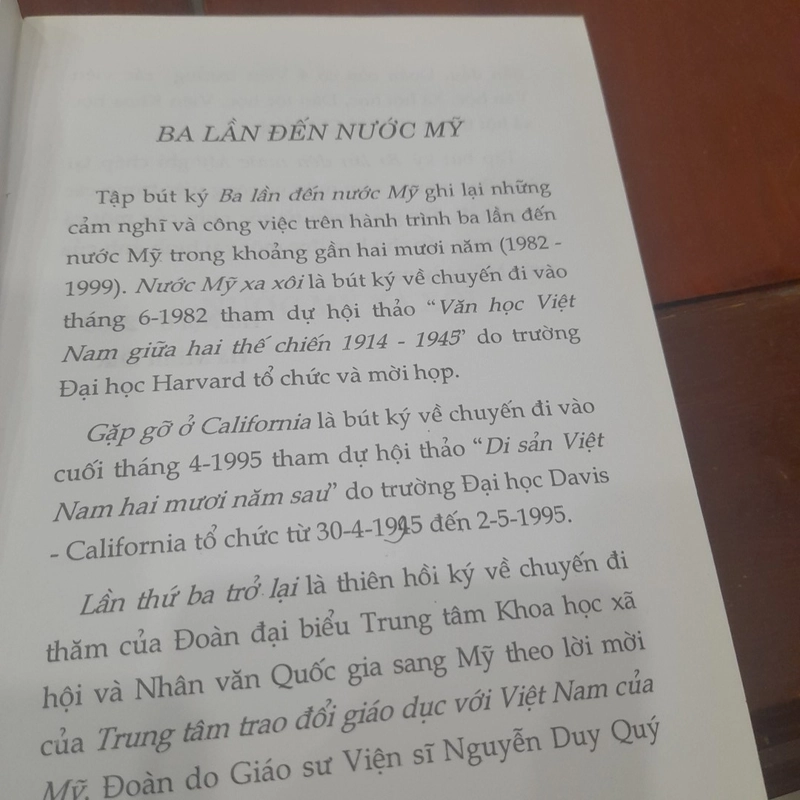 BA LẦN ĐẾN NƯỚC MỸ
Tập bút ký Ba lần đến nước Mỹ ghi lại những
cảm nghĩ và công việc trên hành trình ba lần đến
nước Mỹ trong khoảng gần hai mươi năm (1982 -
1999). Nước Mỹ xa xôi là bút ký về chuyến đi vào
tháng 6-1982 tham dự hội thảo “Văn học Việt
Nam giữa hai thế chiến 1914 - 1945” do trường
Đại học Harvard tổ chức và mời họp.
Gặp gỡ ở California là bút ký về chuyến đi vào
cuối tháng 4-1995 tham dự hội thảo “Di sản Việt
Nam hai mươi năm sau” do trường Đại học Davis
- California tổ chức từ 30-4-1945 đến 2-5-1995.
Lần thứ ba trở lại là thiên hồi ký về chuyến đi
thăm của Đoàn đại biểu Trung tâm Khoa học xã
hội và Nhân văn Quốc gia sang Mỹ theo lời mời
của Trung tâm trao đổi giáo dục với Việt Nam của
Mỹ. Đoàn do Giáo sư Viện sĩ Nguyễn Duy Quý